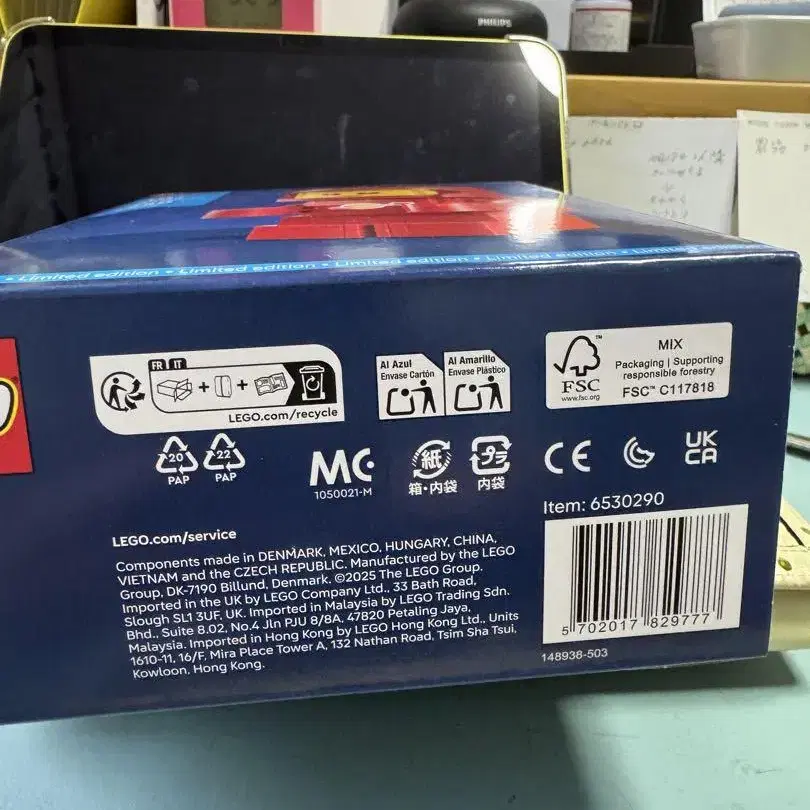 PHILIPS
• Limited edition • Limited edition • Limited edition • Limited edition • Limited edition
FR IT
LEGO.com/recycle
Al Azul
Envase Cartón
Al Amarillo
Envase Plástico
FSC
www.fsc.org
MIX
Packaging | Supporting
responsible forestry
FSC™ C117818
20
PAP
22
PAP
MC
1050021-M
紙
箱・内袋
プラ
内袋
CE
UK
CA
LEGO.com/service
Components made in DENMARK, MEXICO, HUNGARY, CHINA,
VIETNAM and the CZECH REPUBLIC. Manufactured by the LEGO
Group, DK-7190 Billund, Denmark. ©2025 The LEGO Group.
Imported in the UK by LEGO Company Ltd., 33 Bath Road,
Slough SL1 3UF, UK. Imported in Malaysia by LEGO Trading Sdn.
Bhd., Suite 8.02, No.4 Jln PJU 8/8A, 47820 Petaling Jaya,
Malaysia. Imported in Hong Kong by LEGO Hong Kong Ltd., Units
1610-11, 16/F, Mira Place Tower A, 132 Nathan Road, Tsim Sha Tsui,
Kowloon, Hong Kong.
Item: 6530290
5 702017 829777
148938-503